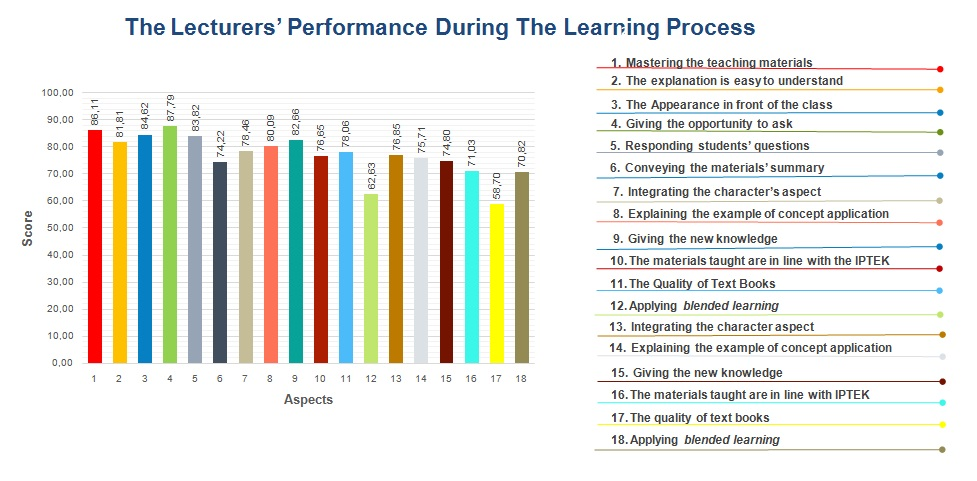 The Lecturers' Performance During The Learning Process
100,00
90,00
80,00
70,00
60,00
50,00
40,00
30,00
20,00
10,00
0,00
Score
86,11
81,81
84,62
87,79
83,82
74,22
78,46
80,09
82,66
76,65
78,06
62,63
76,85
75,71
74,80
71,03
58,70
70,82
1 2 3 4 5 6 7 8 9 10 11 12 13 14 15 16 17 18
Aspects
1. Mastering the teaching materials
2. The explanation is easy to understand
3. The Appearance in front of the class
4. Giving the opportunity to ask
5. Responding students' questions
6. Conveying the materials' summary
7. Integrating the character's aspect
8. Explaining the example of concept application
9. Giving the new knowledge
10. The materials taught are in line with the IPTEK
11. The Quality of Text Books
12. Applying blended learning
13. Integrating the character aspect
14. Explaining the example of concept application
15. Giving the new knowledge
16. The materials taught are in line with IPTEK
17. The quality of text books
18. Applying blended learning